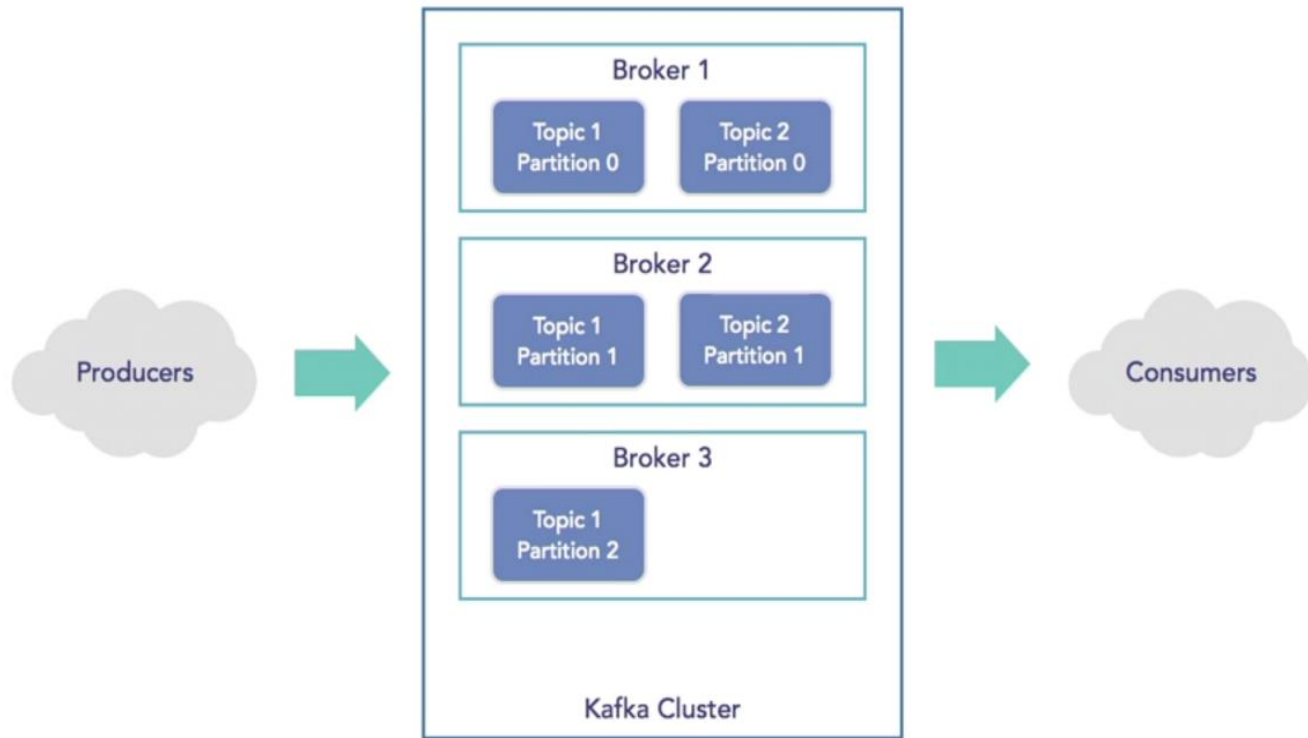 Broker 1
Topic 1
Partition 0
Topic 2
Partition 0
Broker 2
Topic 1
Partition 1
Topic 2
Partition 1
Producers
Consumers
Broker 3
Topic 1
Partition 2
Kafka Cluster